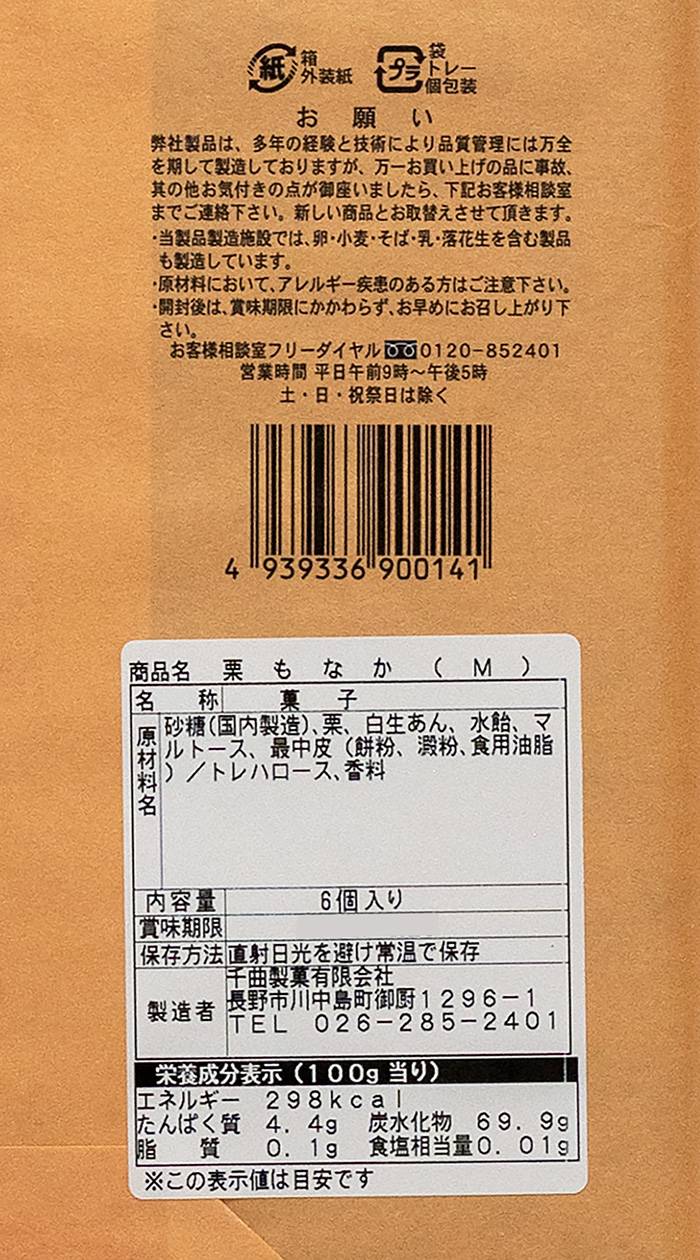 紙
箱
外装紙
プラ
袋
トレー
個包装
お願い
弊社製品は、多年の経験と技術により品質管理には万全
を期して製造しておりますが、万一お買い上げの品に事故、
其の他お気付きの点が御座いましたら、下記お客様相談室
までご連絡下さい。新しい商品とお取替えさせて頂きます。
・当製品製造施設では、卵・小麦・そば・乳・落花生を含む製品
も製造しています。
・原材料において、アレルギー疾患のある方はご注意下さい。
・開封後は、賞味期限にかかわらず、お早めにお召し上がり下
さい。
お客様相談室フリーダイヤル0120-852401
営業時間 平日午前9時〜午後5時
土・日・祝祭日は除く
4 939336 900141
商品名 栗もなか(M)
名称 菓子
原材料名 砂糖(国内製造)、栗、白生あん、水飴、マ
ルトース、最中皮(餅粉、澱粉、食用油脂
)/トレハロース、香料
内容量 6個入り
賞味期限
保存方法 直射日光を避け常温で保存
製造者 千曲製菓有限会社
長野市川中島町御厨1296-1
TEL 026-285-2401
栄養成分表示(100g当り)
エネルギー 298kcal
たんぱく質 4.4g 炭水化物 69.9g
脂質 0.1g 食塩相当量0.01g
※この表示値は目安です